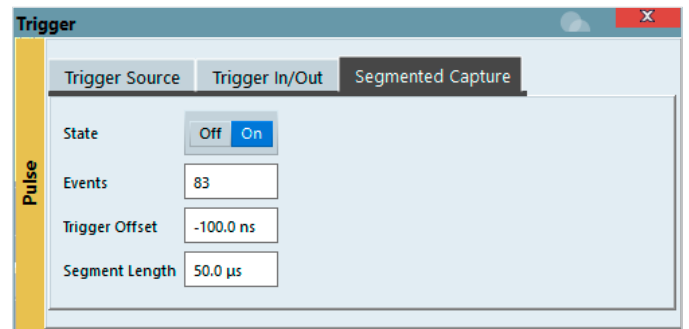 Trigger
X
Trigger Source Trigger In/Out Segmented Capture
State Off On
Pulse
Events 83
Trigger Offset -100.0 ns
Segment Length 50.0 µs